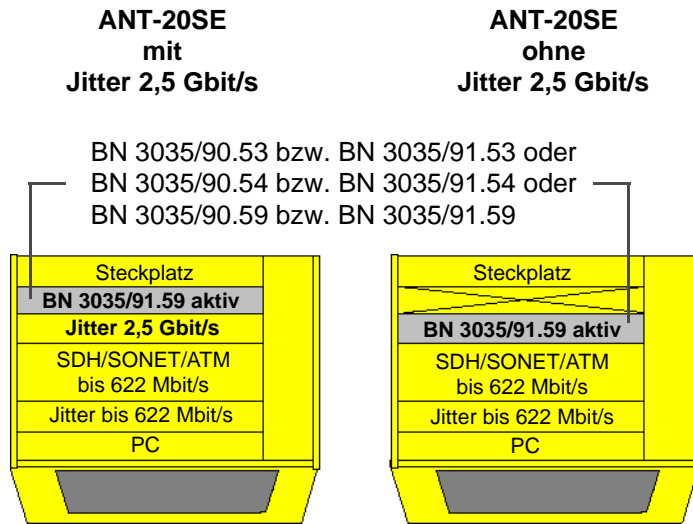 ANT-20SE
mit
Jitter 2,5 Gbit/s
ANT-20SE
ohne
Jitter 2,5 Gbit/s
BN 3035/90.53 bzw. BN 3035/91.53 oder
BN 3035/90.54 bzw. BN 3035/91.54 oder
BN 3035/90.59 bzw. BN 3035/91.59
Steckplatz
BN 3035/91.59 aktiv
Jitter 2,5 Gbit/s
SDH/SONET/ATM
bis 622 Mbit/s
Jitter bis 622 Mbit/s
PC
Steckplatz
BN 3035/91.59 aktiv
SDH/SONET/ATM
bis 622 Mbit/s
Jitter bis 622 Mbit/s
PC